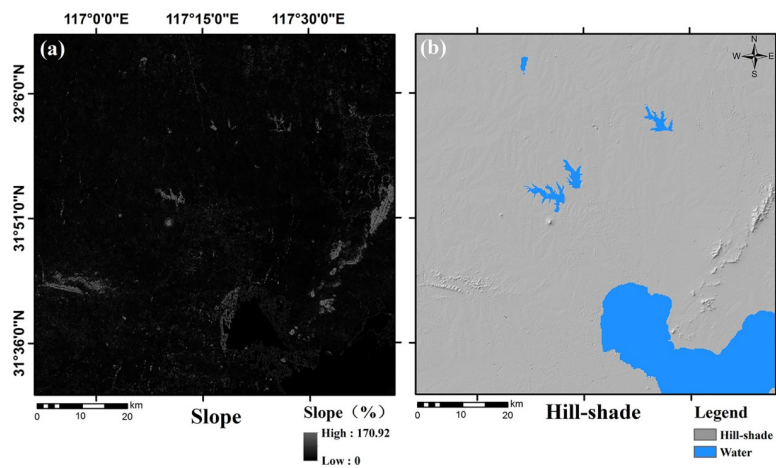 117°0'0"E 117°15'0"E 117°30'0"E
(a)
32°6'0"N
31°51'0"N
31°36'0"N
km
0 10 20
Slope
Slope（%）
High : 170.92
Low : 0
(b)
N
W E
S
km
0 10 20
Hill-shade
Legend
Hill-shade
Water